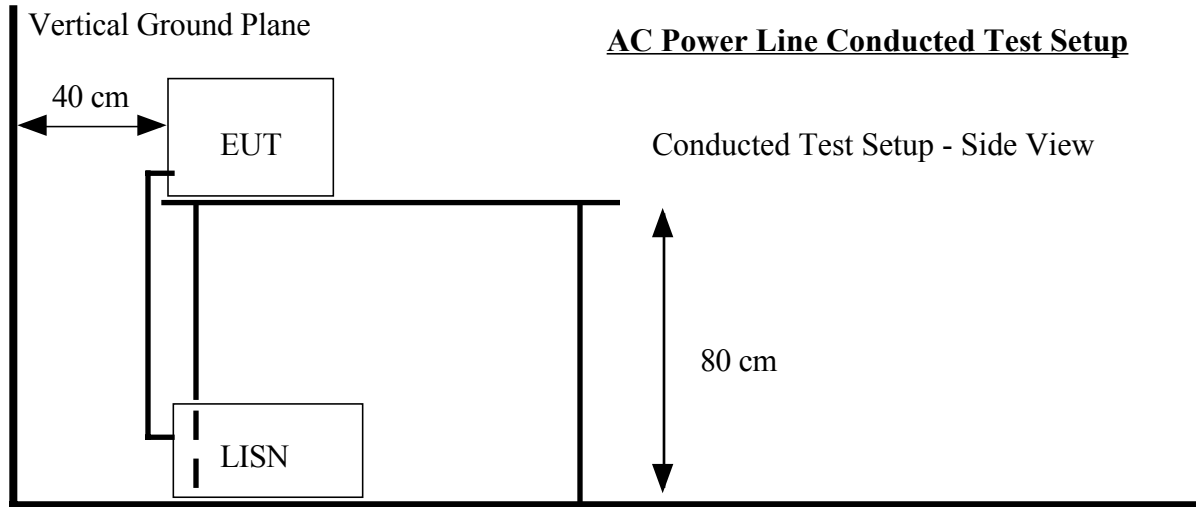 Vertical Ground Plane
AC Power Line Conducted Test Setup
40 cm
EUT
Conducted Test Setup - Side View
80 cm
LISN